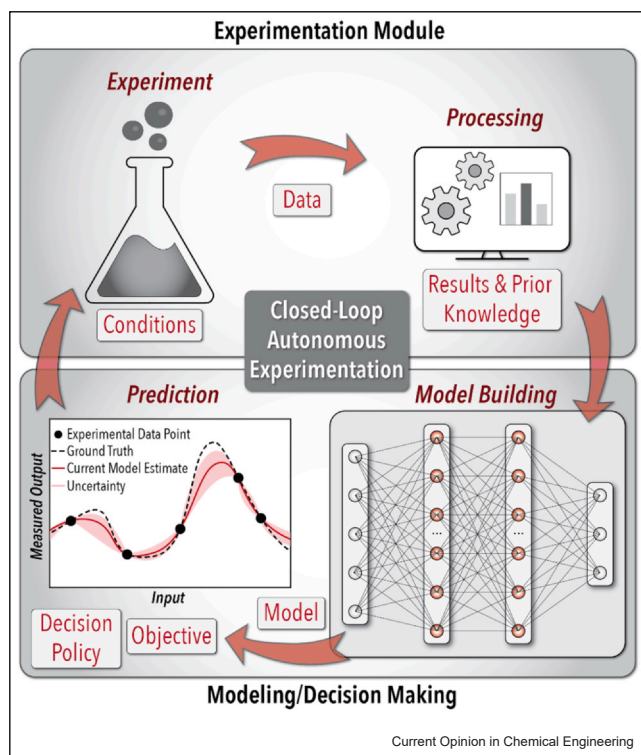 Experimentation Module
Experiment
Processing
Data
Conditions
Results & Prior
Knowledge
Closed-Loop
Autonomous
Experimentation
Prediction
Model Building
Experimental Data Point
Ground Truth
Current Model Estimate
Uncertainty
Measured Output
Input
...
...
Model
Decision
Policy
Objective
Modeling/Decision Making
Current Opinion in Chemical Engineering